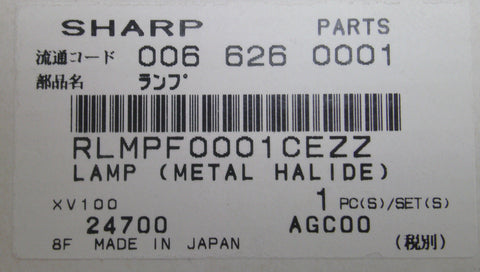 SHARP PARTS
流通コード 006 626 0001
部品名 ランプ
RLMPF0001CEZZ
LAMP (METAL HALIDE)
XV100 1 PC(S)/SET(S)
24700 AGC00
8F MADE IN JAPAN (税別)